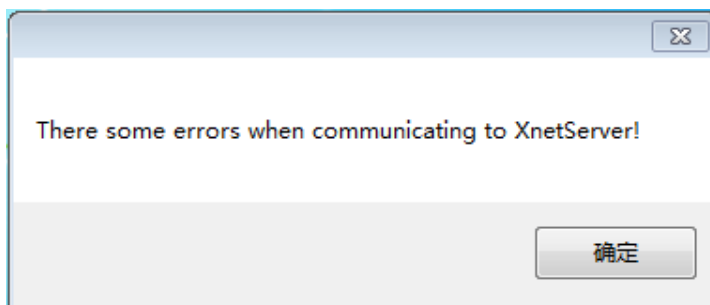 There some errors when communicating to XnetServer!
确定